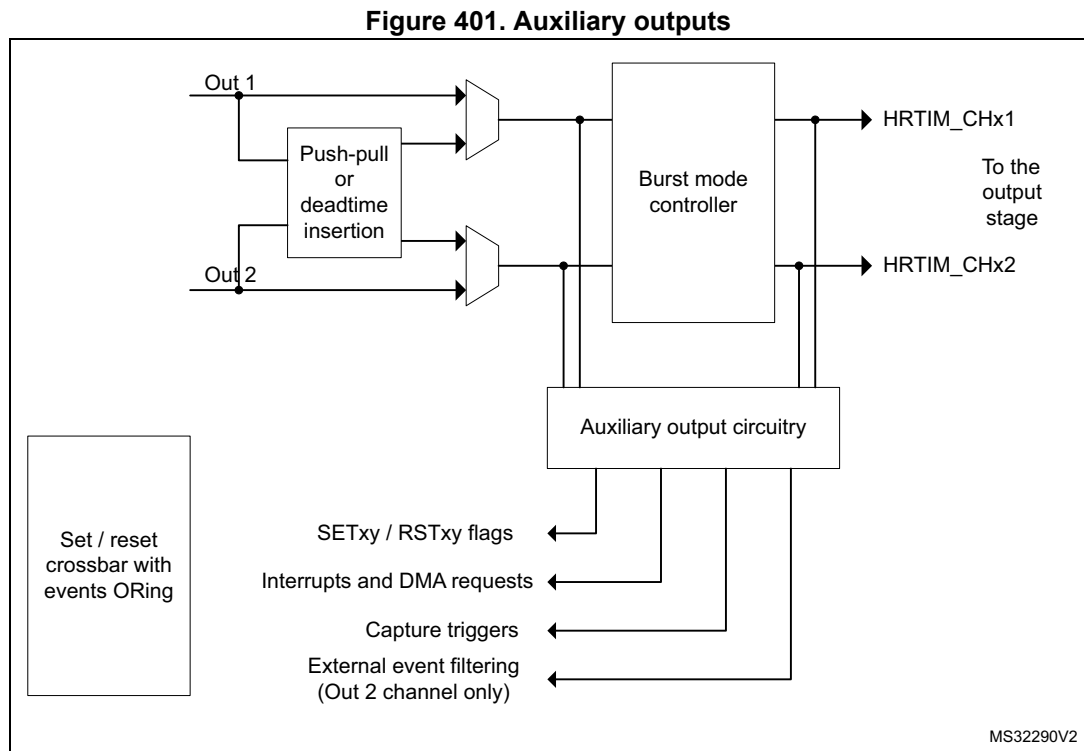 Figure 401. Auxiliary outputs
Out 1
Push-pull
or
deadtime
insertion
Out 2
Burst mode
controller
HRTIM_CHx1
To the
output
stage
HRTIM_CHx2
Auxiliary output circuitry
Set / reset
crossbar with
events ORing
SETxy / RSTxy flags
Interrupts and DMA requests
Capture triggers
External event filtering
(Out 2 channel only)
MS32290V2